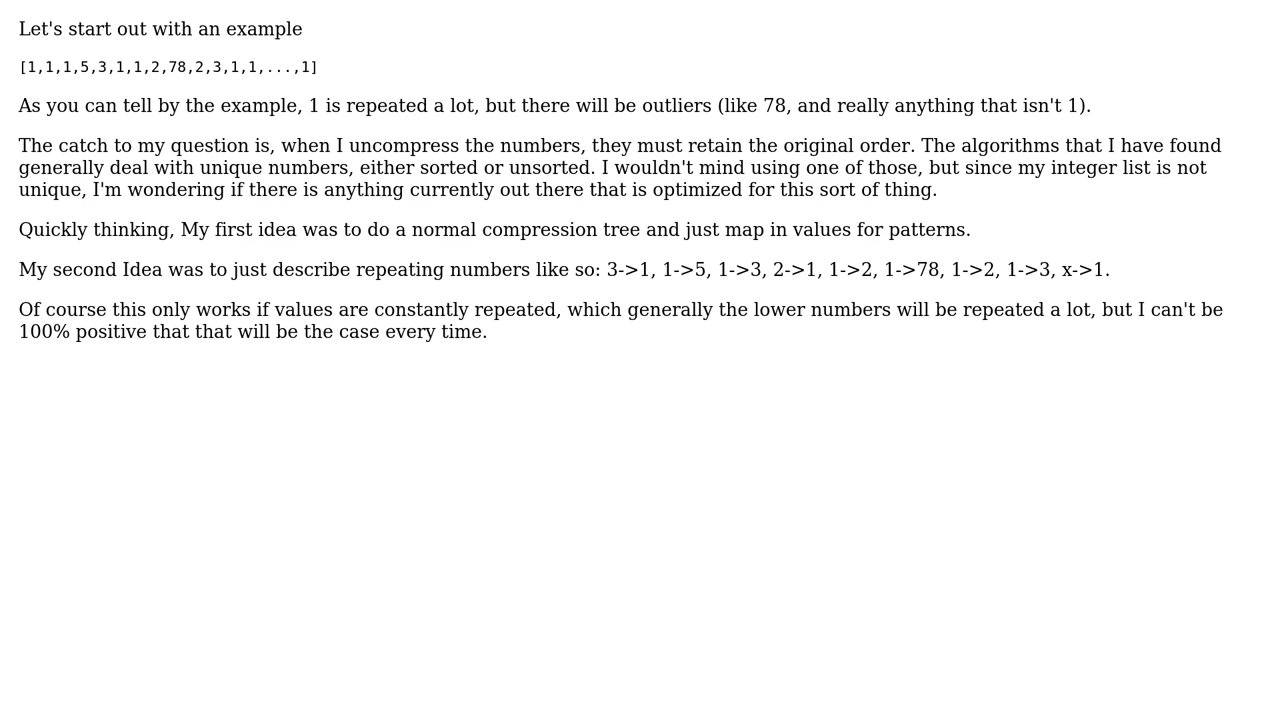 Let's start out with an example
[1,1,1,5,3,1,1,2,78,2,3,1,1,...,1]
As you can tell by the example, 1 is repeated a lot, but there will be outliers (like 78, and really anything that isn't 1).
The catch to my question is, when I uncompress the numbers, they must retain the original order. The algorithms that I have found
generally deal with unique numbers, either sorted or unsorted. I wouldn't mind using one of those, but since my integer list is not
unique, I'm wondering if there is anything currently out there that is optimized for this sort of thing.
Quickly thinking, My first idea was to do a normal compression tree and just map in values for patterns.
My second Idea was to just describe repeating numbers like so: 3->1, 1->5, 1->3, 2->1, 1->2, 1->78, 1->2, 1->3, x->1.
Of course this only works if values are constantly repeated, which generally the lower numbers will be repeated a lot, but I can't be
100% positive that that will be the case every time.